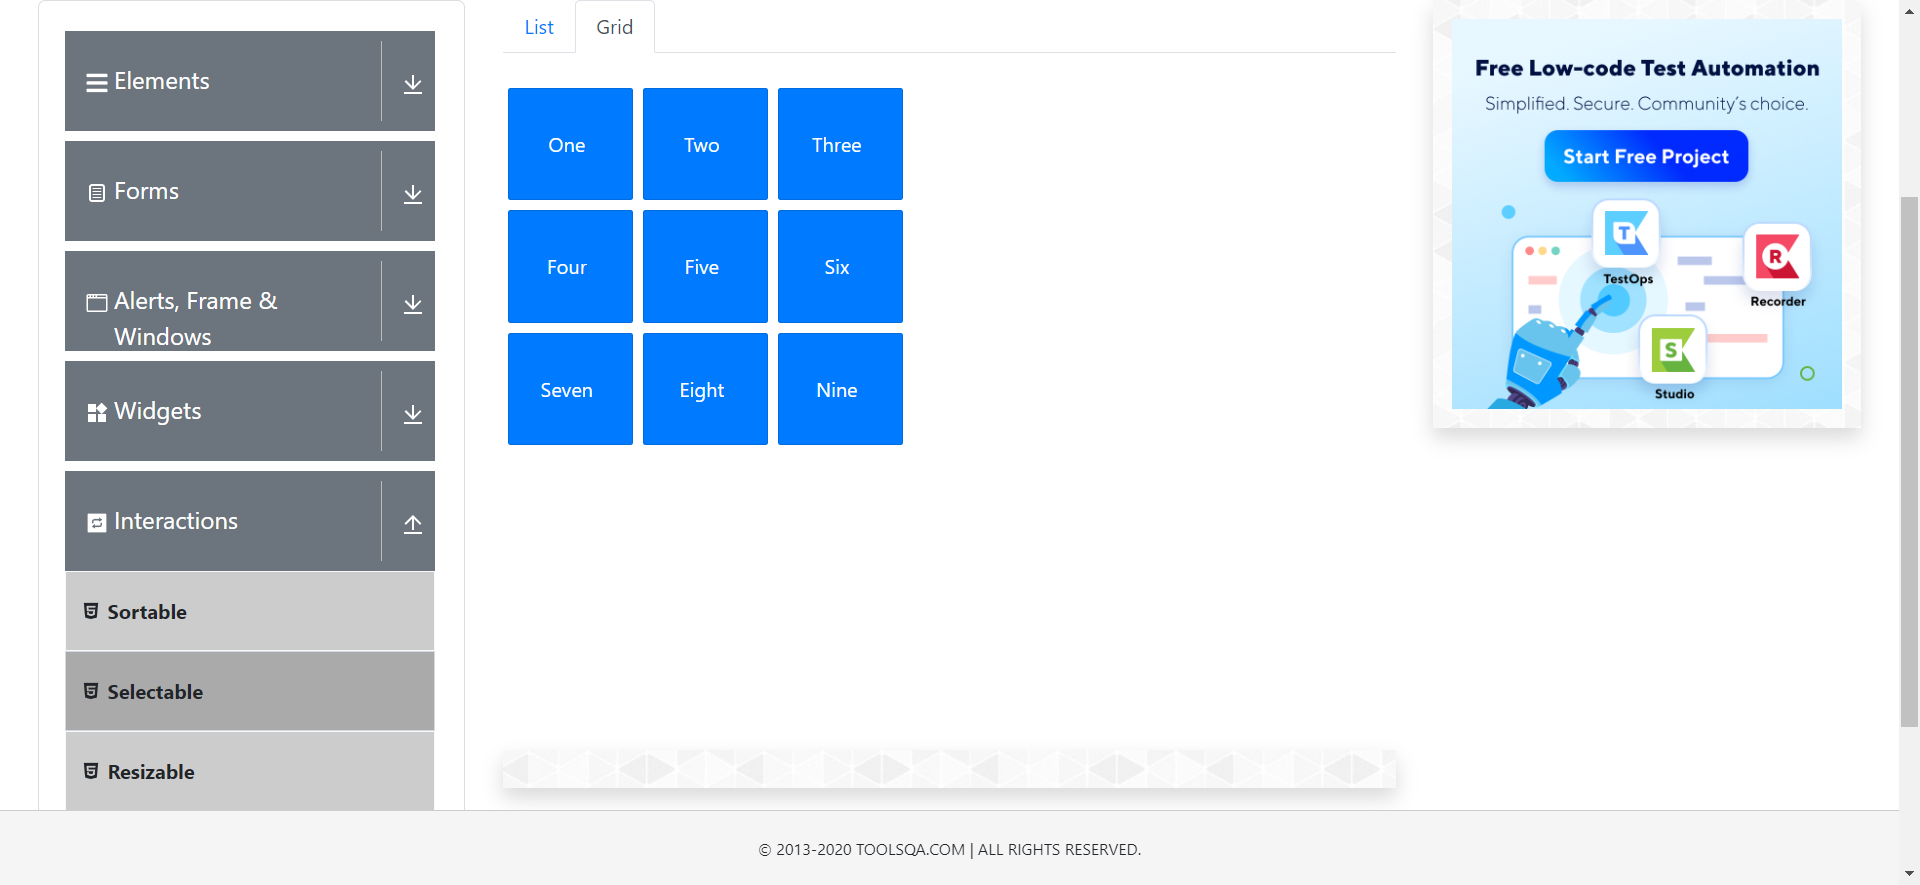 Elements
Forms
Alerts, Frame &
Windows
Widgets
Interactions
Sortable
Selectable
Resizable
List
Grid
One
Two
Three
Four
Five
Six
Seven
Eight
Nine
Free Low-code Test Automation
Simplified. Secure. Community's choice.
Start Free Project
T
TestOps
R
Recorder
S
Studio
© 2013-2020 TOOLSQA.COM | ALL RIGHTS RESERVED.